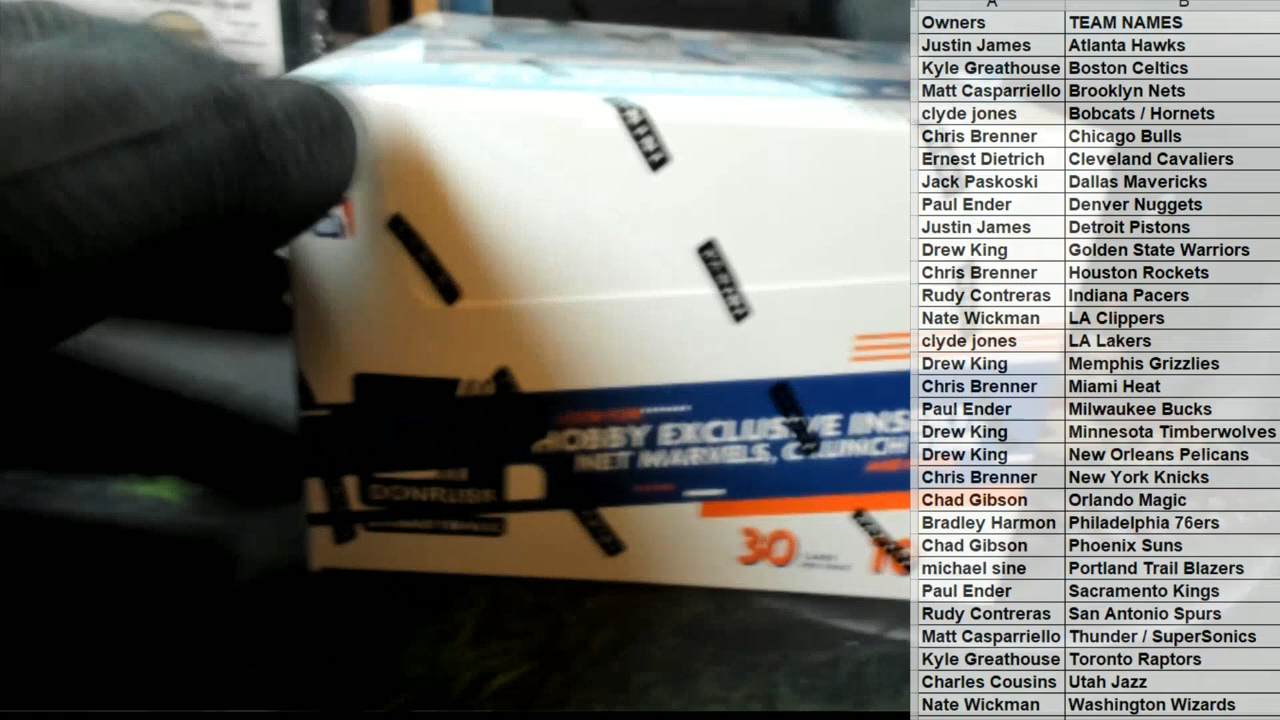 A B
Owners TEAM NAMES
Justin James Atlanta Hawks
Kyle Greathouse Boston Celtics
Matt Casparriello Brooklyn Nets
clyde jones Bobcats / Hornets
Chris Brenner Chicago Bulls
Ernest Dietrich Cleveland Cavaliers
Jack Paskoski Dallas Mavericks
Paul Ender Denver Nuggets
Justin James Detroit Pistons
Drew King Golden State Warriors
Chris Brenner Houston Rockets
Rudy Contreras Indiana Pacers
Nate Wickman LA Clippers
clyde jones LA Lakers
Drew King Memphis Grizzlies
Chris Brenner Miami Heat
Paul Ender Milwaukee Bucks
Drew King Minnesota Timberwolves
Drew King New Orleans Pelicans
Chris Brenner New York Knicks
Chad Gibson Orlando Magic
Bradley Harmon Philadelphia 76ers
Chad Gibson Phoenix Suns
michael sine Portland Trail Blazers
Paul Ender Sacramento Kings
Rudy Contreras San Antonio Spurs
Matt Casparriello Thunder / SuperSonics
Kyle Greathouse Toronto Raptors
Charles Cousins Utah Jazz
Nate Wickman Washington Wizards
PANINI
HOBBY EXCLUSIVE INS
NET MARVELS, CRUNCH
DONRUSS
30